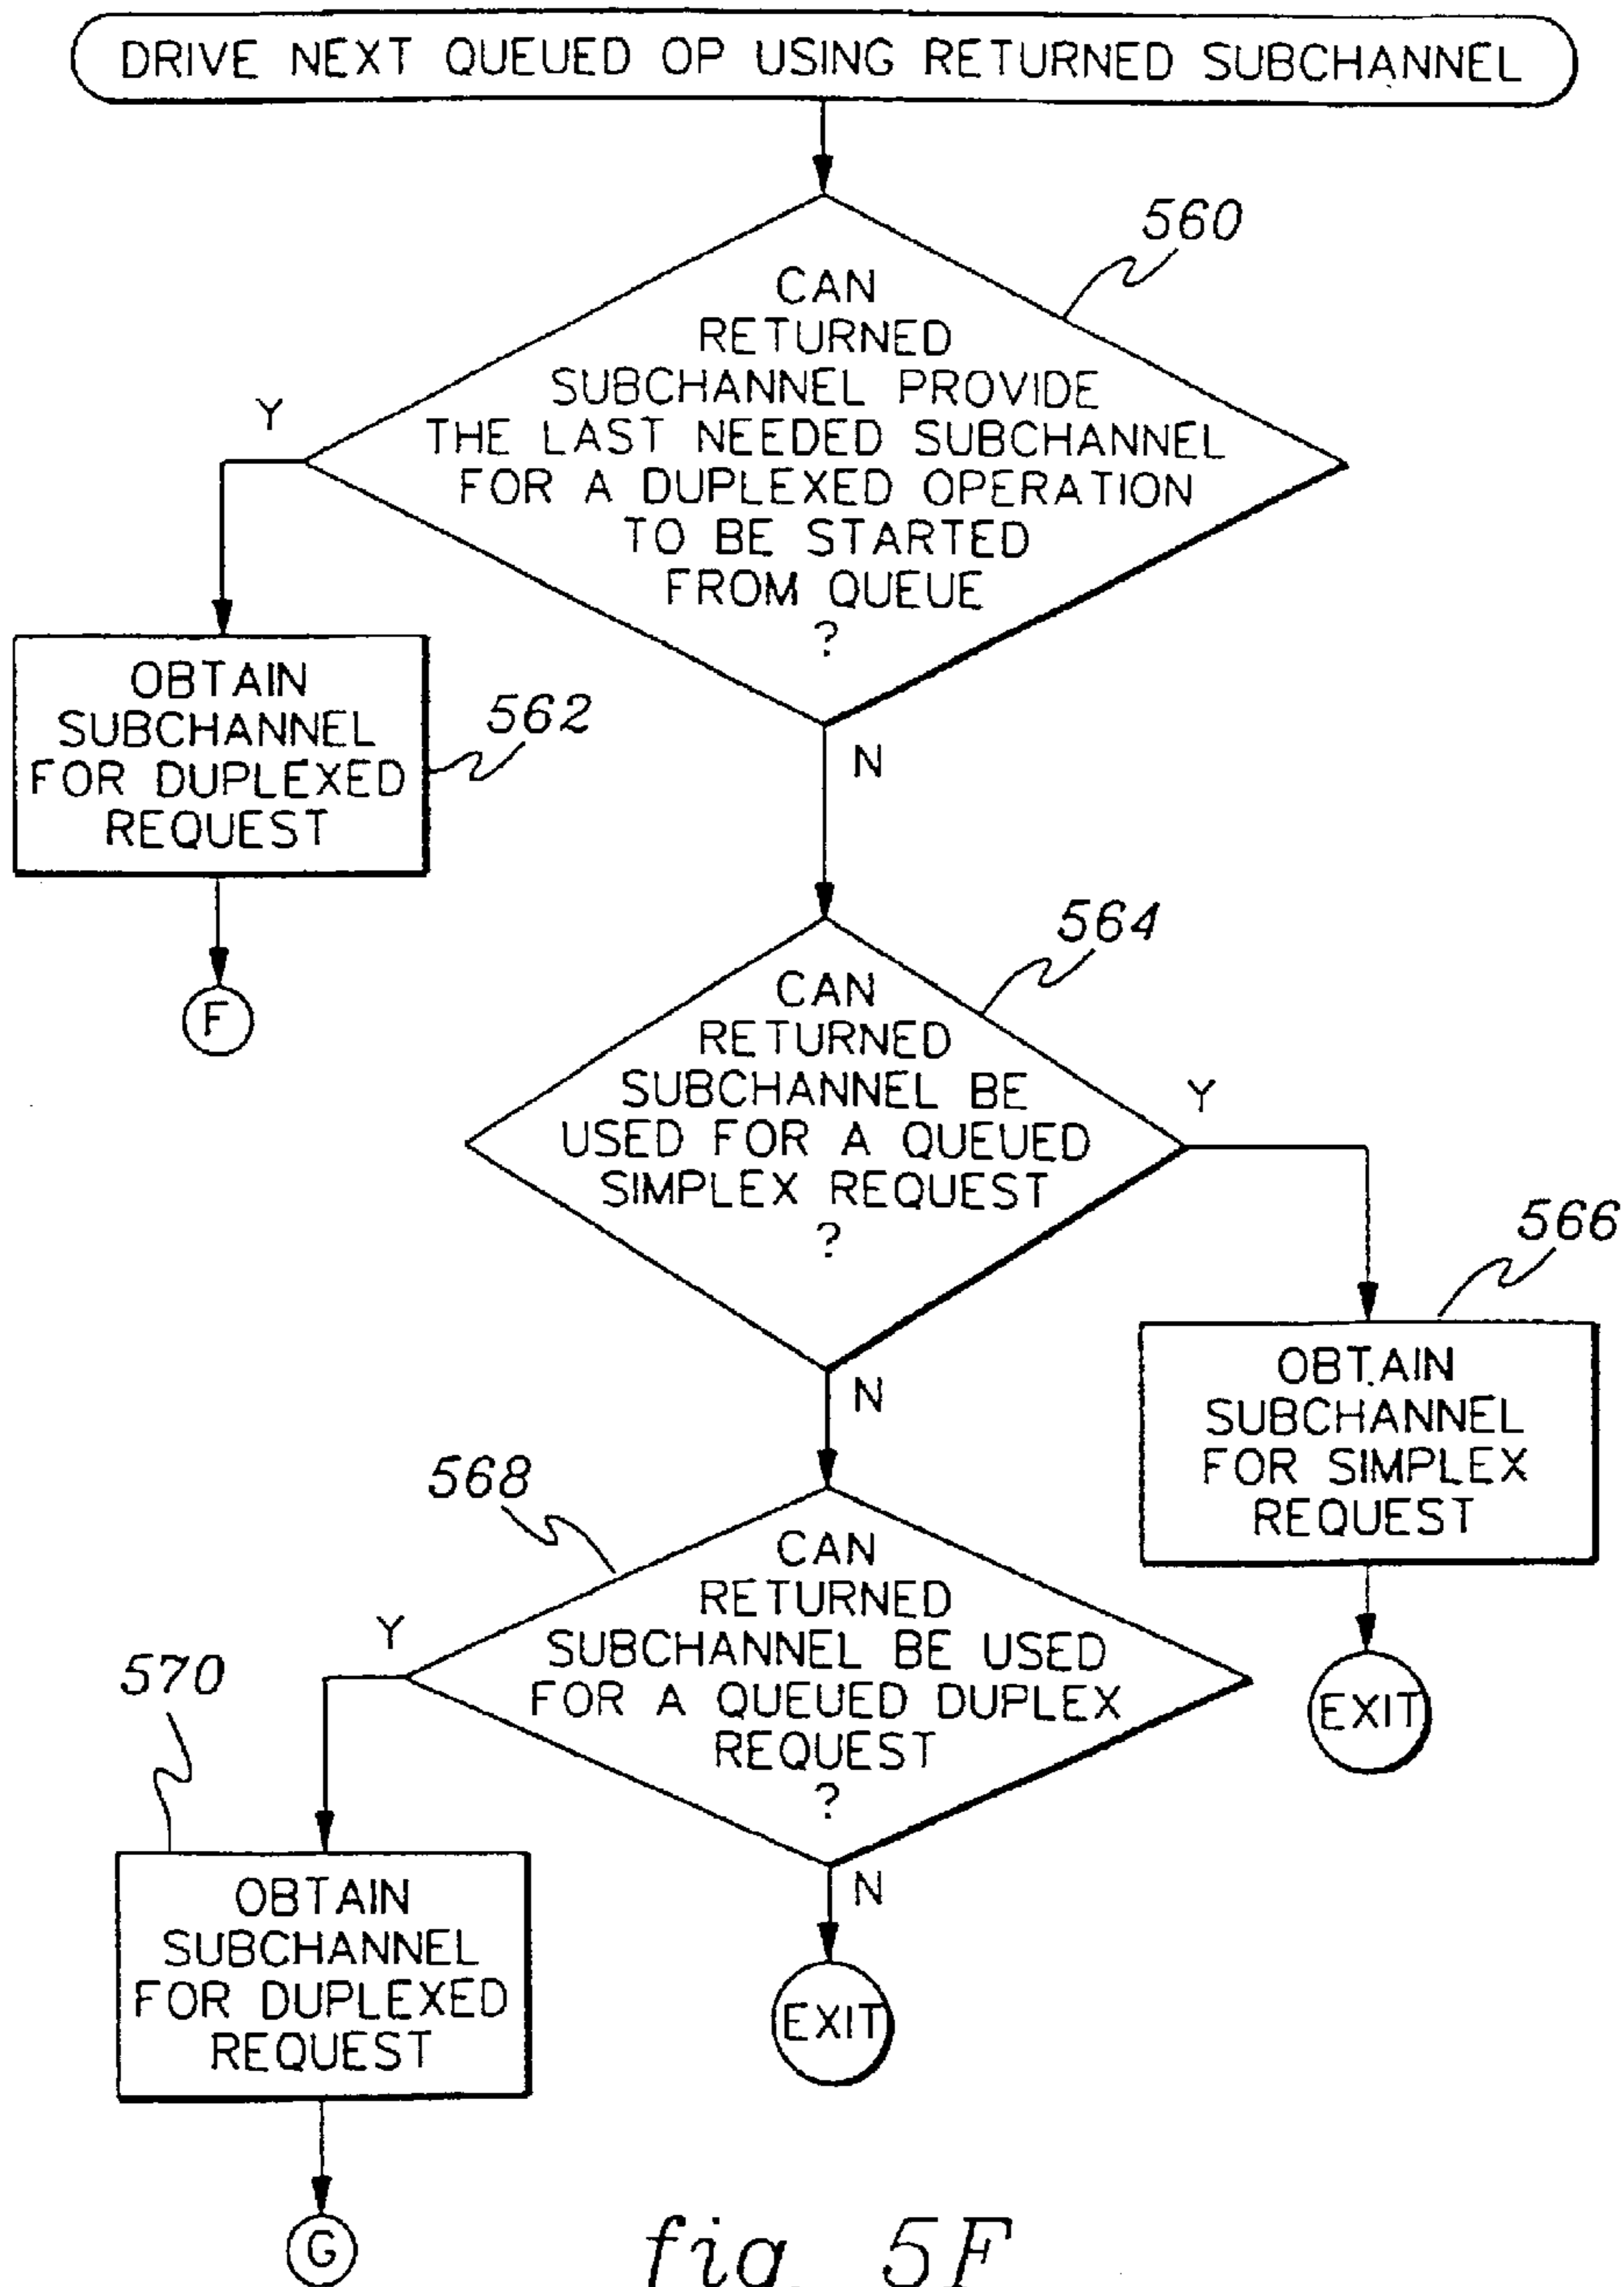 DRIVE NEXT QUEUED OP USING RETURNED SUBCHANNEL
560
CAN
RETURNED
SUBCHANNEL PROVIDE
THE LAST NEEDED SUBCHANNEL
FOR A DUPLEXED OPERATION
TO BE STARTED
FROM QUEUE
?
Y
N
OBTAIN
SUBCHANNEL
FOR DUPLEXED
REQUEST
562
F
564
CAN
RETURNED
SUBCHANNEL BE
USED FOR A QUEUED
SIMPLEX REQUEST
?
Y
N
566
OBTAIN
SUBCHANNEL
FOR SIMPLEX
REQUEST
EXIT
568
CAN
RETURNED
SUBCHANNEL BE USED
FOR A QUEUED DUPLEX
REQUEST
?
Y
N
570
OBTAIN
SUBCHANNEL
FOR DUPLEXED
REQUEST
EXIT
G
fig. 5F